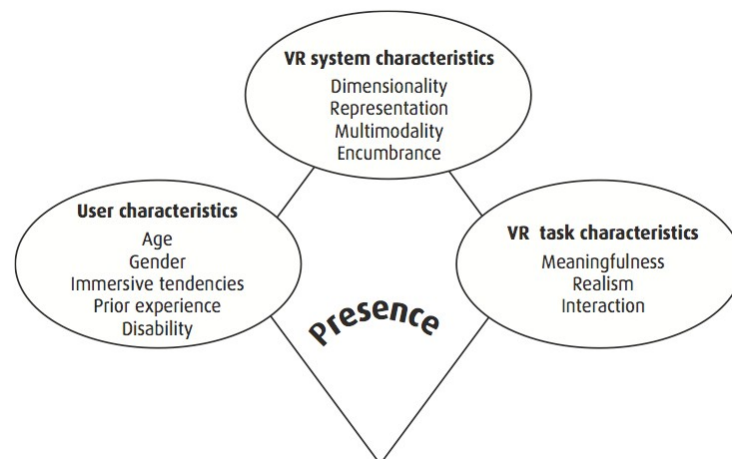 VR system characteristics
Dimensionality
Representation
Multimodality
Encumbrance
User characteristics
Age
Gender
Immersive tendencies
Prior experience
Disability
VR task characteristics
Meaningfulness
Realism
Interaction
Presence